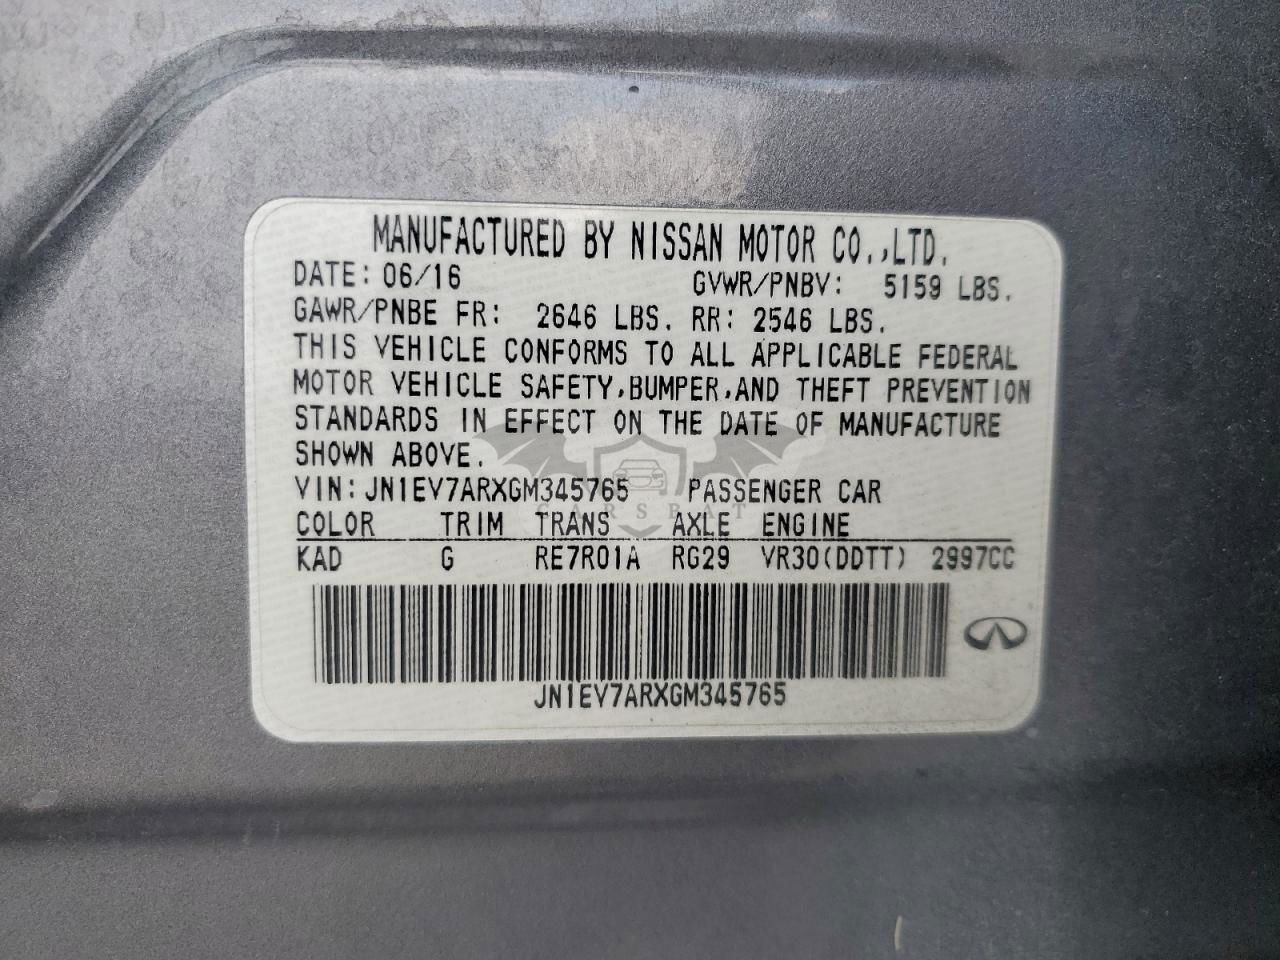 MANUFACTURED BY NISSAN MOTOR CO.,LTD.
DATE: 06/16 GVWR/PNBV: 5159 LBS.
GAWR/PNBE FR: 2646 LBS. RR: 2546 LBS.
THIS VEHICLE CONFORMS TO ALL APPLICABLE FEDERAL
MOTOR VEHICLE SAFETY,BUMPER,AND THEFT PREVENTION
STANDARDS IN EFFECT ON THE DATE OF MANUFACTURE
SHOWN ABOVE.
VIN:JN1EV7ARXGM345765 PASSENGER CAR
CARSBAT
COLOR TRIM TRANS AXLE ENGINE
KAD G RE7R01A RG29 VR30(DDTT) 2997CC
JN1EV7ARXGM345765